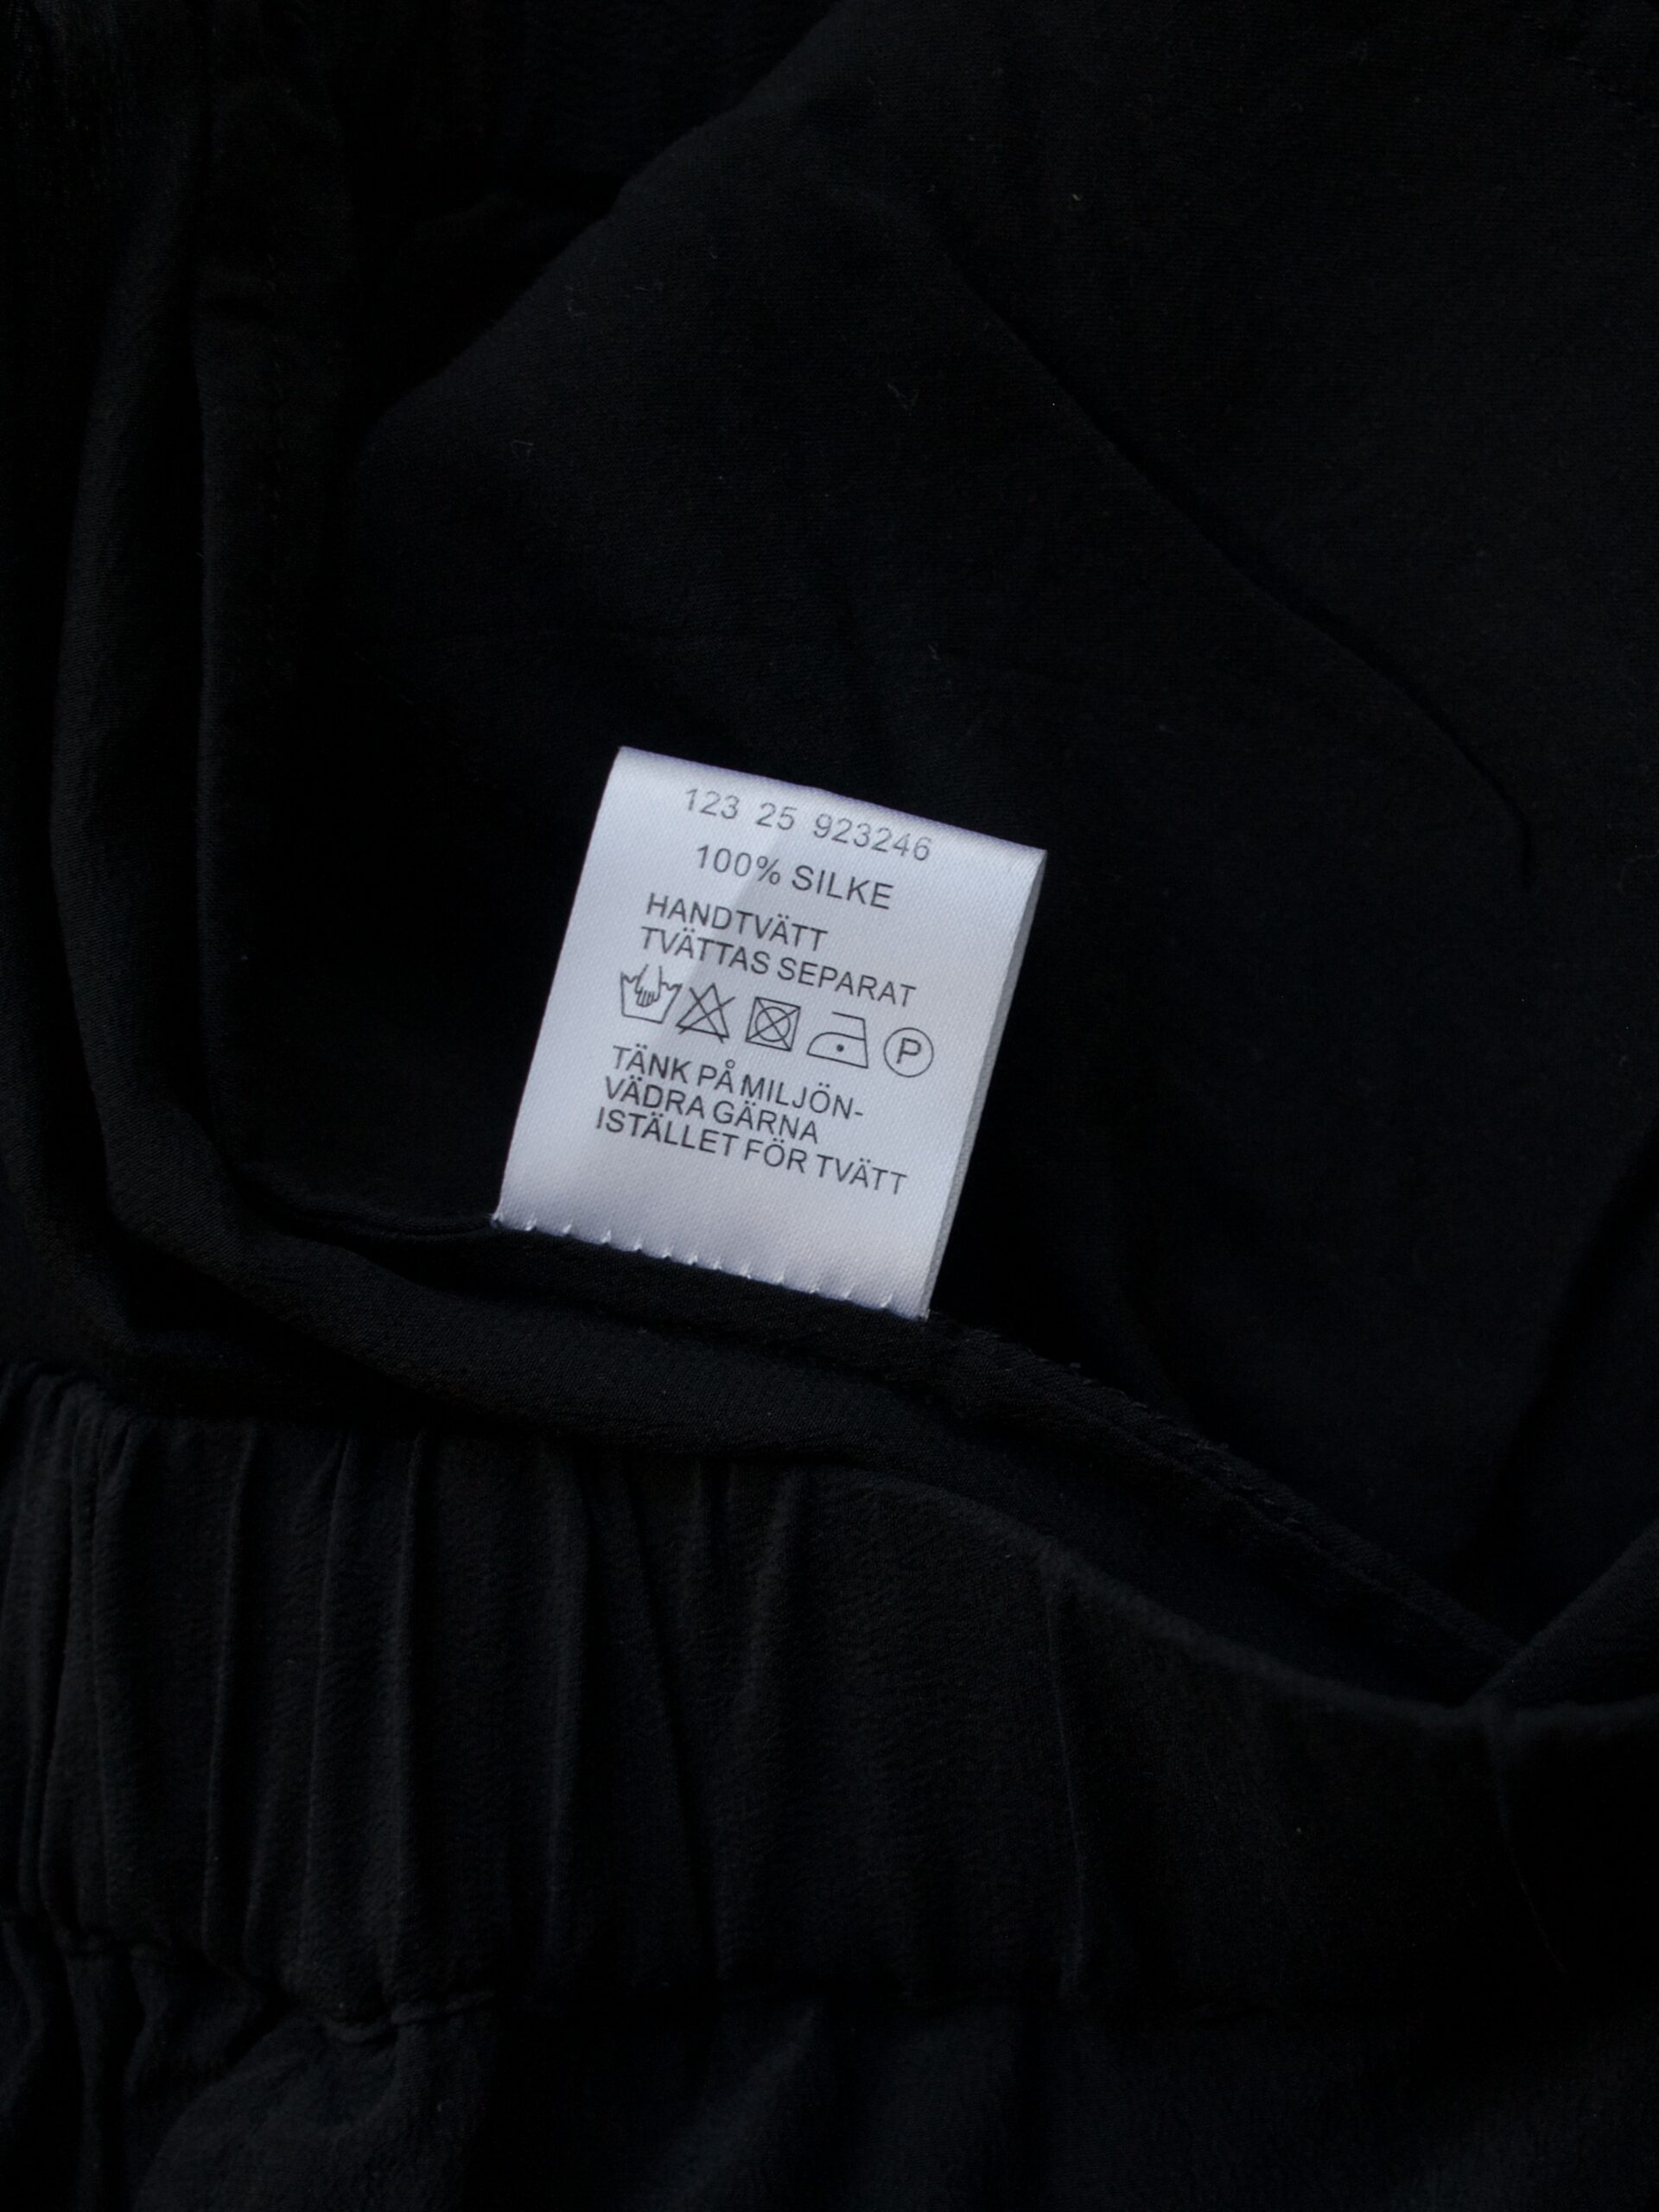 123 25 923246
100% SILKE
HANDTVÄTT
TVÄTTAS SEPARAT
P
TÄNK PÅ MILJÖN-
VÄDRA GÄRNA
ISTÄLLET FÖR TVÄTT